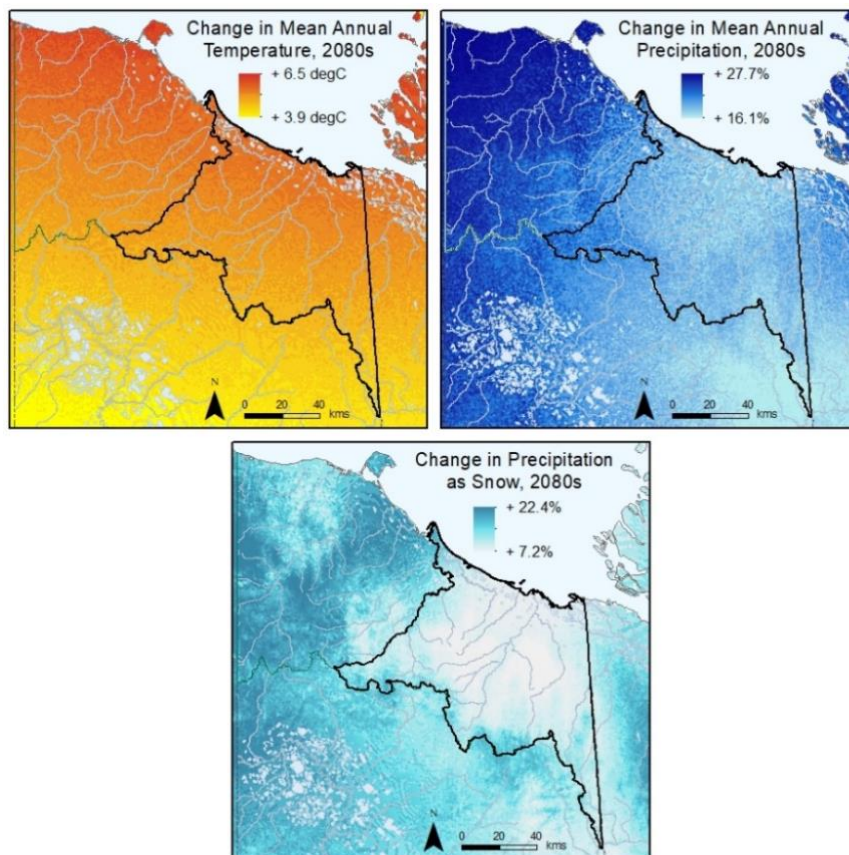 Change in Mean Annual
Temperature, 2080s
+ 6.5 degC
+ 3.9 degC
N
0 20 40
kms
Change in Mean Annual
Precipitation, 2080s
+ 27.7%
+ 16.1%
N
0 20 40
kms
Change in Precipitation
as Snow, 2080s
+ 22.4%
+ 7.2%
N
0 20 40
kms